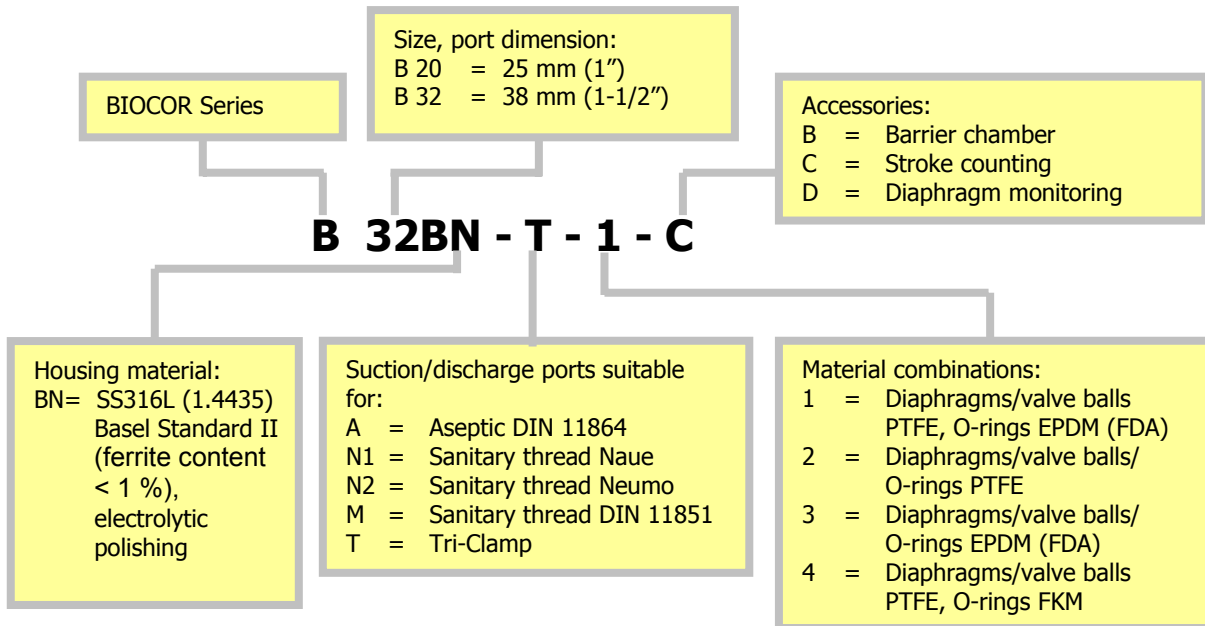 Size, port dimension:
B 20 = 25 mm (1”)
B 32 = 38 mm (1-1/2”)
BIOCOR Series
Accessories:
B = Barrier chamber
C = Stroke counting
D = Diaphragm monitoring
B 32BN - T - 1 - C
Housing material:
BN= SS316L (1.4435)
Basel Standard II
(ferrite content
< 1 %),
electrolytic
polishing
Suction/discharge ports suitable
for:
A = Aseptic DIN 11864
N1 = Sanitary thread Naue
N2 = Sanitary thread Neumo
M = Sanitary thread DIN 11851
T = Tri-Clamp
Material combinations:
1 = Diaphragms/valve balls
PTFE, O-rings EPDM (FDA)
2 = Diaphragms/valve balls/
O-rings PTFE
3 = Diaphragms/valve balls/
O-rings EPDM (FDA)
4 = Diaphragms/valve balls
PTFE, O-rings FKM